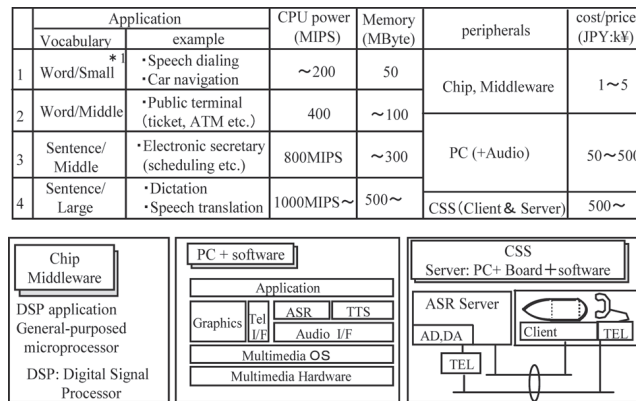 Application CPU power Memory peripherals cost/price
Vocabulary example (MIPS) (MByte) (JPY:k¥)
1 Word/Small *1 ・Speech dialing ・Car navigation ～200 50 Chip, Middleware 1～5
2 Word/Middle ・Public terminal (ticket, ATM etc.) 400 ～100
3 Sentence/Middle ・Electronic secretary (scheduling etc.) 800MIPS ～300 PC (+Audio) 50～500
4 Sentence/Large ・Dictation ・Speech translation 1000MIPS～ 500～ CSS(Client & Server) 500～
Chip
Middleware
DSP application
General-purposed
microprocessor
DSP: Digital Signal
Processor
PC + software
Application
Graphics Tel I/F ASR TTS
Audio I/F
Multimedia OS
Multimedia Hardware
CSS
Server: PC+ Board＋software
ASR Server
AD,DA
TEL
Client TEL